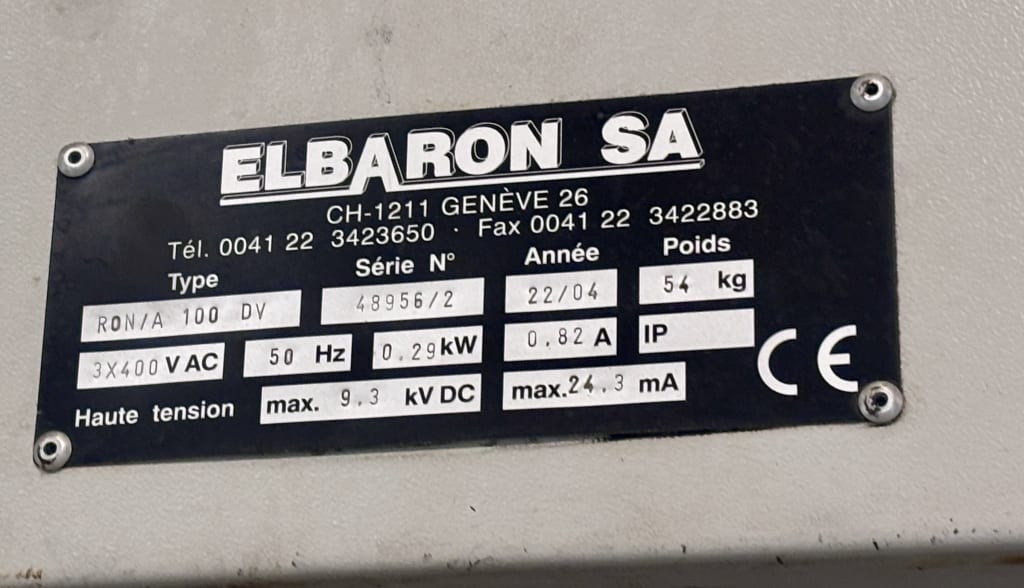 ELBARON SA
CH-1211 GENÈVE 26
Tél. 0041 22 3423650 · Fax 0041 22 3422883
Type Série N° Année Poids
RON/A 100 DV 48956/2 22/04 54 kg
3X400 V AC 50 Hz 0.29 kW 0.82 A IP
Haute tension max. 9.3 kV DC max. 24.3 mA
CE